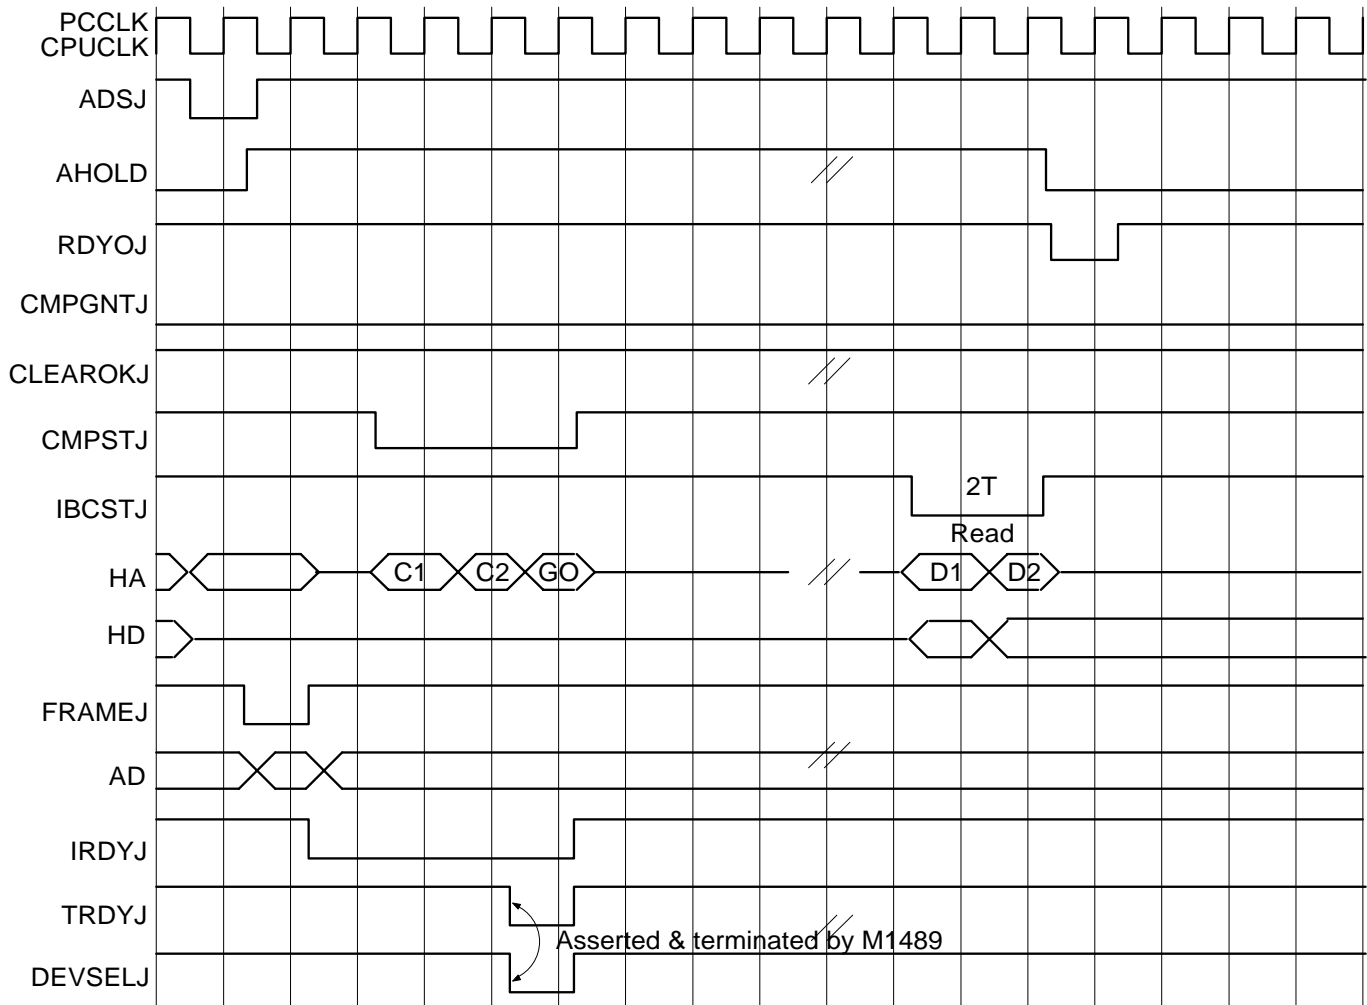 PCCLK
CPUCLK
ADSJ
AHOLD
RDYOJ
CMPGNTJ
CLEAROKJ
CMPSTJ
IBCSTJ
2T
Read
HA
C1
C2
GO
D1
D2
HD
FRAMEJ
AD
IRDYJ
TRDYJ
Asserted & terminated by M1489
DEVSELJ